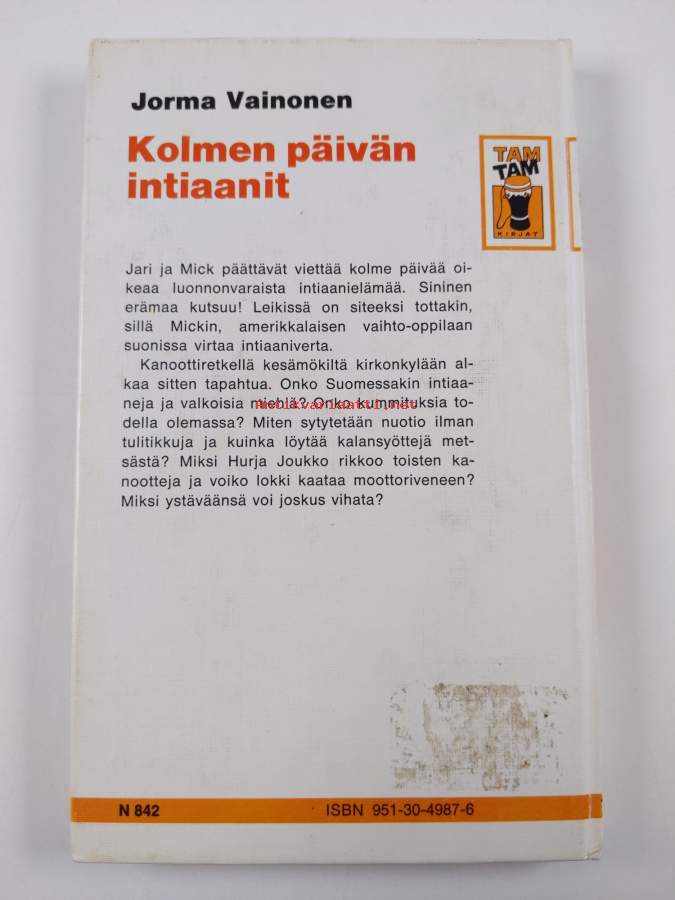 Jorma Vainonen
Kolmen päivän
intiaanit
TAM
TAM
KIRJAT
Jari ja Mick päättävät viettää kolme päivää oi-
keaa luonnonvaraista intiaanielämää. Sininen
erämaa kutsuu! Leikissä on siteeksi tottakin,
sillä Mickin, amerikkalaisen vaihto-oppilaan
suonissa virtaa intiaaniverta.
Kanoottiretkellä kesämökiltä kirkonkylään al-
kaa sitten tapahtua. Onko Suomessakin intiaa-
neja ja valkoisia miehiä? Onko kummituksia to-
Antikvariaatti.net
della olemassa? Miten sytytetään nuotio ilman
tulitikkuja ja kuinka löytää kalansyöttejä met-
sästä? Miksi Hurja Joukko rikkoo toisten ka-
nootteja ja voiko lokki kaataa moottoriveneen?
Miksi ystäväänsä voi joskus vihata?
N 842 ISBN 951-30-4987-6